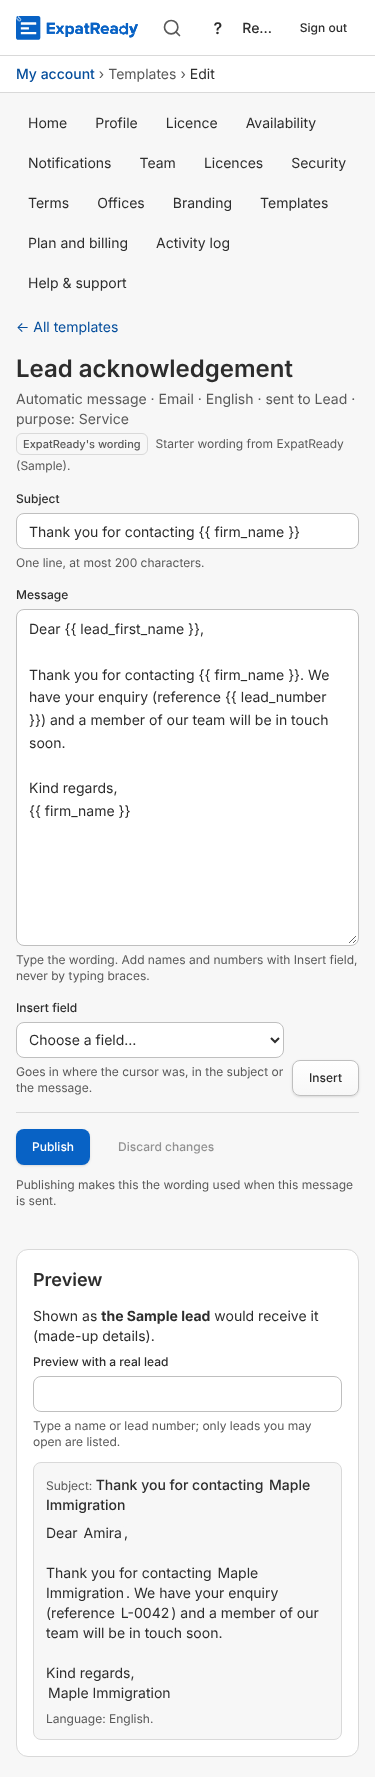 ExpatReady ? Re... Sign out
My account › Templates › Edit
Home Profile Licence Availability
Notifications Team Licences Security
Terms Offices Branding Templates
Plan and billing Activity log
Help & support
← All templates
Lead acknowledgement
Automatic message · Email · English · sent to Lead ·
purpose: Service
ExpatReady's wording Starter wording from ExpatReady
(Sample).
Subject
Thank you for contacting {{ firm_name }}
One line, at most 200 characters.
Message
Dear {{ lead_first_name }},
Thank you for contacting {{ firm_name }}. We
have your enquiry (reference {{ lead_number
}}) and a member of our team will be in touch
soon.
Kind regards,
{{ firm_name }}
Type the wording. Add names and numbers with Insert field,
never by typing braces.
Insert field
Choose a field...
Goes in where the cursor was, in the subject or
the message.
Insert
Publish Discard changes
Publishing makes this the wording used when this message
is sent.
Preview
Shown as the Sample lead would receive it
(made-up details).
Preview with a real lead
Type a name or lead number; only leads you may
open are listed.
Subject: Thank you for contacting Maple
Immigration
Dear Amira,
Thank you for contacting Maple
Immigration. We have your enquiry
(reference L-0042) and a member of our
team will be in touch soon.
Kind regards,
Maple Immigration
Language: English.